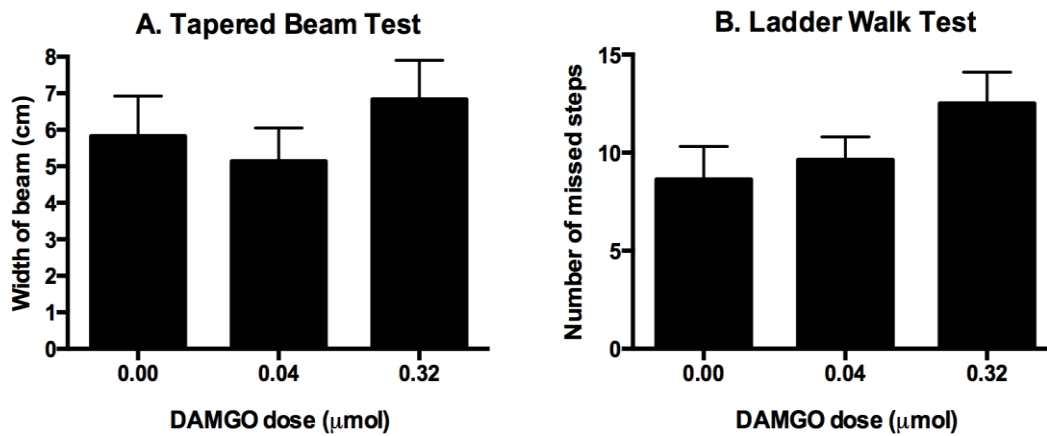 A. Tapered Beam Test
Width of beam (cm)
8
7
6
5
4
3
2
1
0
0.00 0.04 0.32
DAMGO dose (μmol)
B. Ladder Walk Test
Number of missed steps
15
10
5
0
0.00 0.04 0.32
DAMGO dose (μmol)